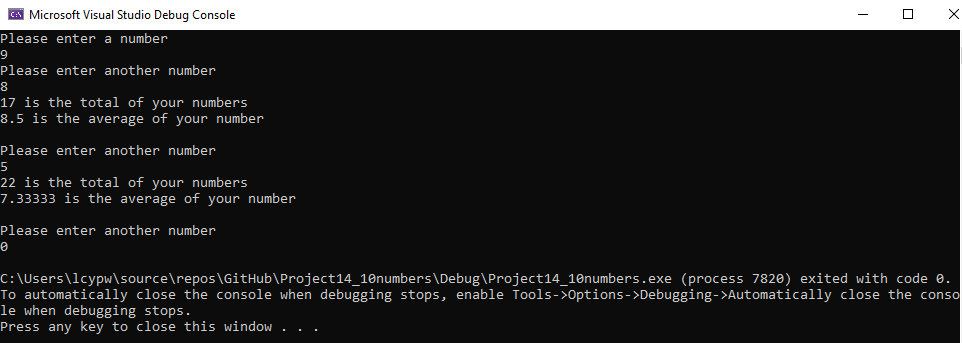 Microsoft Visual Studio Debug Console
Please enter a number
9
Please enter another number
8
17 is the total of your numbers
8.5 is the average of your number
Please enter another number
5
22 is the total of your numbers
7.33333 is the average of your number
Please enter another number
0
C:\Users\lcypw\source\repos\GitHub\Project14_10numbers\Debug\Project14_10numbers.exe (process 7820) exited with code 0.
To automatically close the console when debugging stops, enable Tools->Options->Debugging->Automatically close the conso
le when debugging stops.
Press any key to close this window . . .